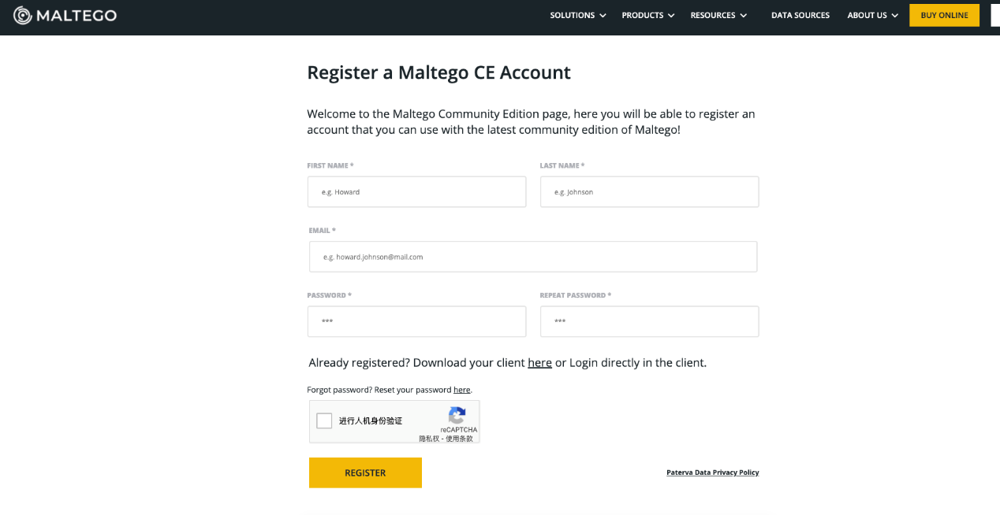 MALTEGO SOLUTIONS PRODUCTS RESOURCES DATA SOURCES ABOUT US BUY ONLINE
Register a Maltego CE Account
Welcome to the Maltego Community Edition page, here you will be able to register an
account that you can use with the latest community edition of Maltego!
FIRST NAME * LAST NAME *
e.g. Howard e.g. Johnson
EMAIL *
e.g. howard.johnson@mail.com
PASSWORD * REPEAT PASSWORD *
*** ***
Already registered? Download your client here or Login directly in the client.
Forgot password? Reset your password here.
进行人机身份验证
reCAPTCHA
隐私权 - 使用条款
REGISTER Paterva Data Privacy Policy